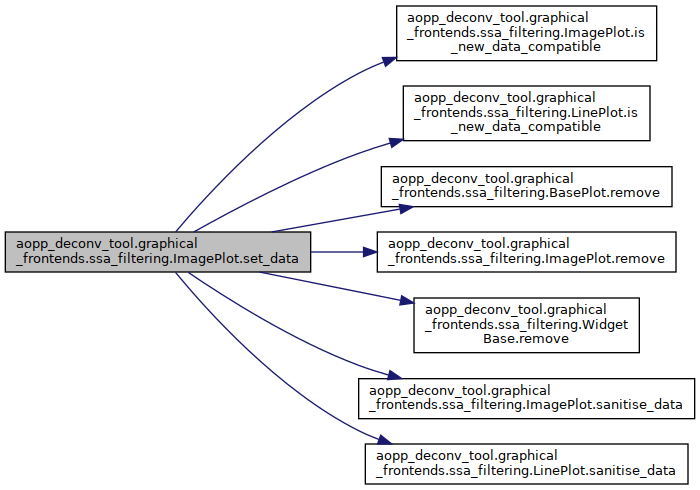 aopp_deconv_tool.graphical
_frontends.ssa_filtering.ImagePlot.set_data
aopp_deconv_tool.graphical
_frontends.ssa_filtering.ImagePlot.is
_new_data_compatible
aopp_deconv_tool.graphical
_frontends.ssa_filtering.LinePlot.is
_new_data_compatible
aopp_deconv_tool.graphical
_frontends.ssa_filtering.BasePlot.remove
aopp_deconv_tool.graphical
_frontends.ssa_filtering.ImagePlot.remove
aopp_deconv_tool.graphical
_frontends.ssa_filtering.Widget
Base.remove
aopp_deconv_tool.graphical
_frontends.ssa_filtering.ImagePlot.sanitise_data
aopp_deconv_tool.graphical
_frontends.ssa_filtering.LinePlot.sanitise_data